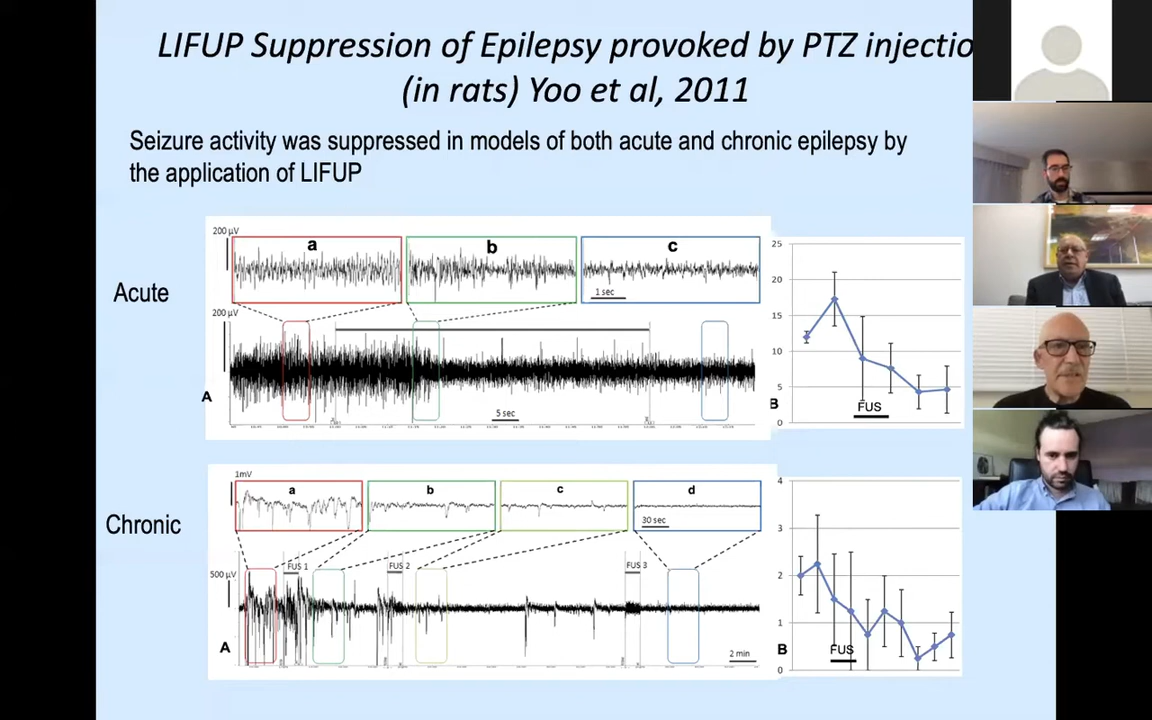 LIFUP Suppression of Epilepsy provoked by PTZ injectio
(in rats) Yoo et al, 2011
Seizure activity was suppressed in models of both acute and chronic epilepsy by
the application of LIFUP
Acute
200 µV
a
b
c
1 sec
200 µV
A
5 sec
25
20
15
10
5
0
B
FUS
Chronic
1mV
a
b
c
d
30 sec
500 µV
FUS 1
FUS 2
FUS 3
A
2 min
4
3
2
1
0
B
FUS